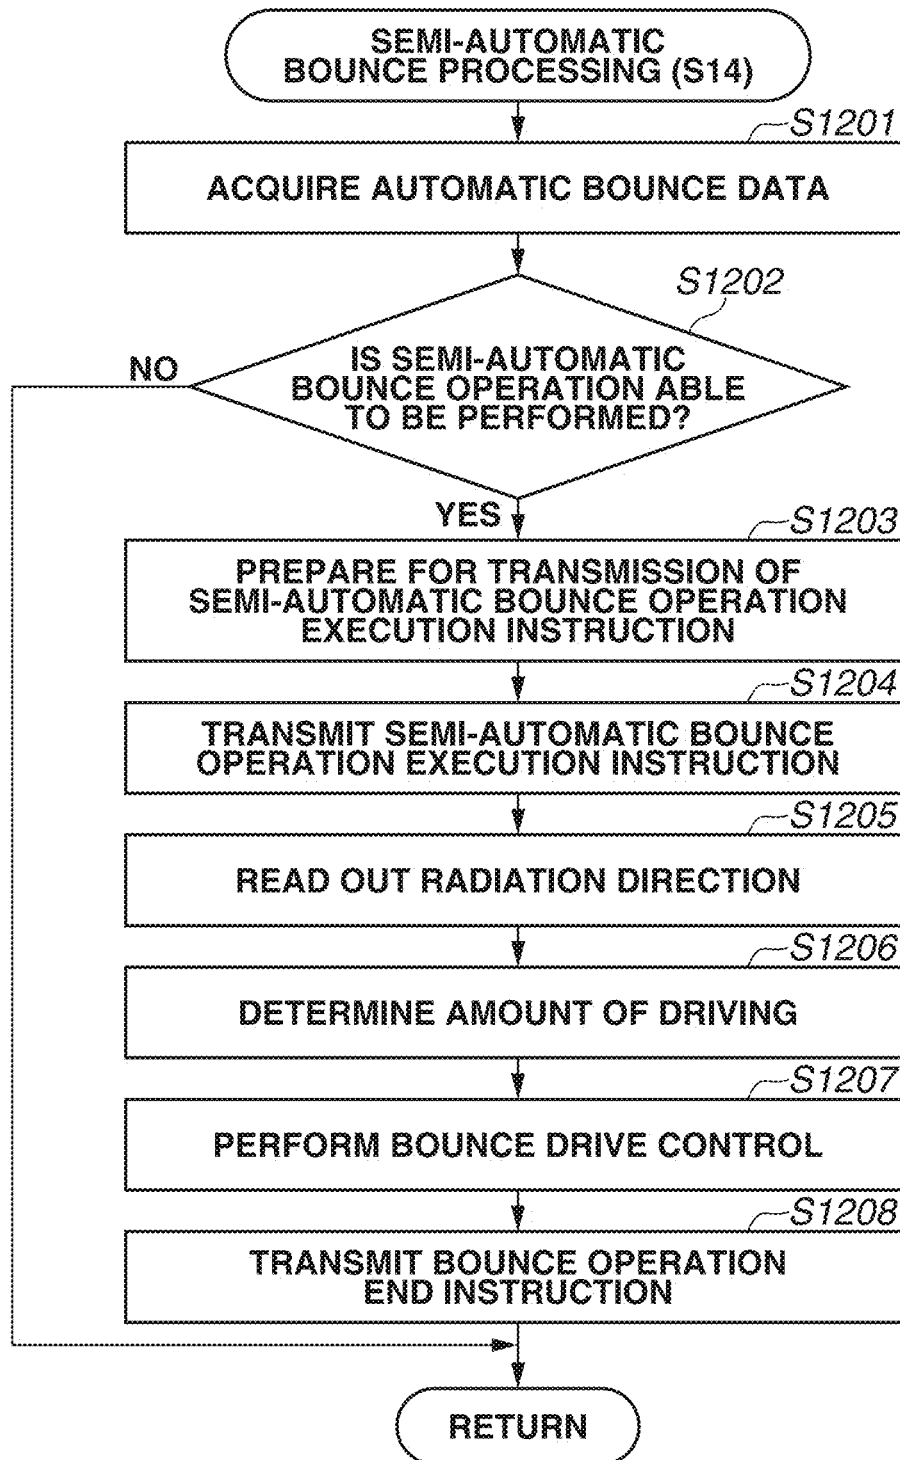 SEMI-AUTOMATIC
BOUNCE PROCESSING (S14)
S1201
ACQUIRE AUTOMATIC BOUNCE DATA
S1202
IS SEMI-AUTOMATIC
BOUNCE OPERATION ABLE
TO BE PERFORMED?
NO
YES
S1203
PREPARE FOR TRANSMISSION OF
SEMI-AUTOMATIC BOUNCE OPERATION
EXECUTION INSTRUCTION
S1204
TRANSMIT SEMI-AUTOMATIC BOUNCE
OPERATION EXECUTION INSTRUCTION
S1205
READ OUT RADIATION DIRECTION
S1206
DETERMINE AMOUNT OF DRIVING
S1207
PERFORM BOUNCE DRIVE CONTROL
S1208
TRANSMIT BOUNCE OPERATION
END INSTRUCTION
RETURN